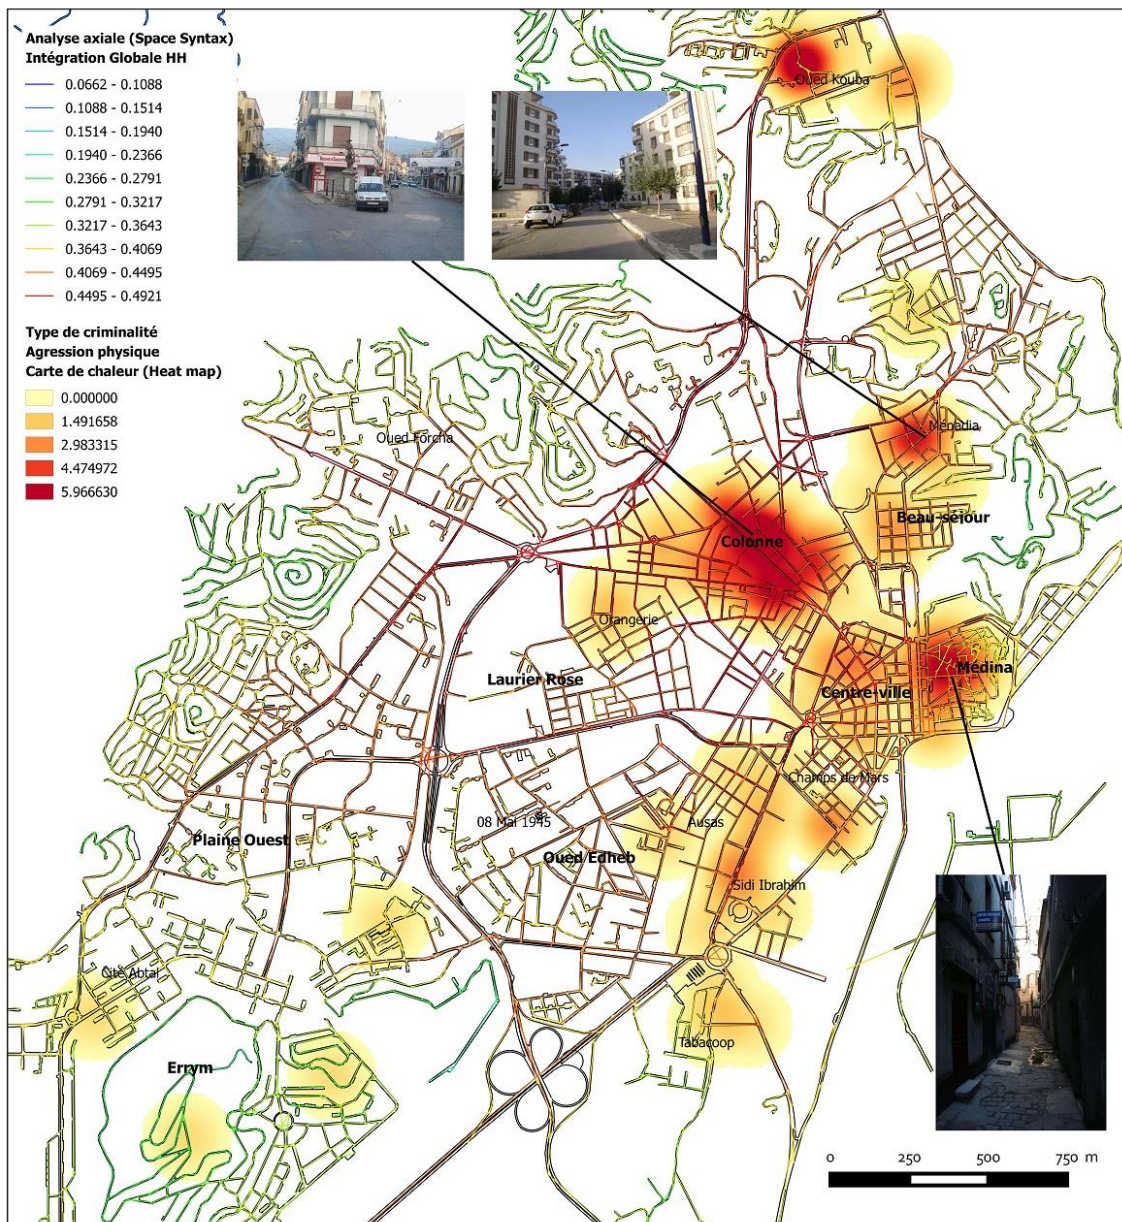 Analyse axiale (Space Syntax)
Intégration Globale HH
0.0662 - 0.1088
0.1088 - 0.1514
0.1514 - 0.1940
0.1940 - 0.2366
0.2366 - 0.2791
0.2791 - 0.3217
0.3217 - 0.3643
0.3643 - 0.4069
0.4069 - 0.4495
0.4495 - 0.4921
Type de criminalité
Agression physique
Carte de chaleur (Heat map)
0.000000
1.491658
2.983315
4.474972
5.966630
Oued Kouba
Oued Forcha
Ménadia
Beau-séjour
Colonne
Orangerie
Médina
Laurier Rose
Centre-ville
Champs de Mars
08 Mai 1945
Ausas
Plaine Ouest
Oued Edheb
Sidi Ibrahim
Cité Abtal
Tabacoop
Errym
0 250 500 750 m